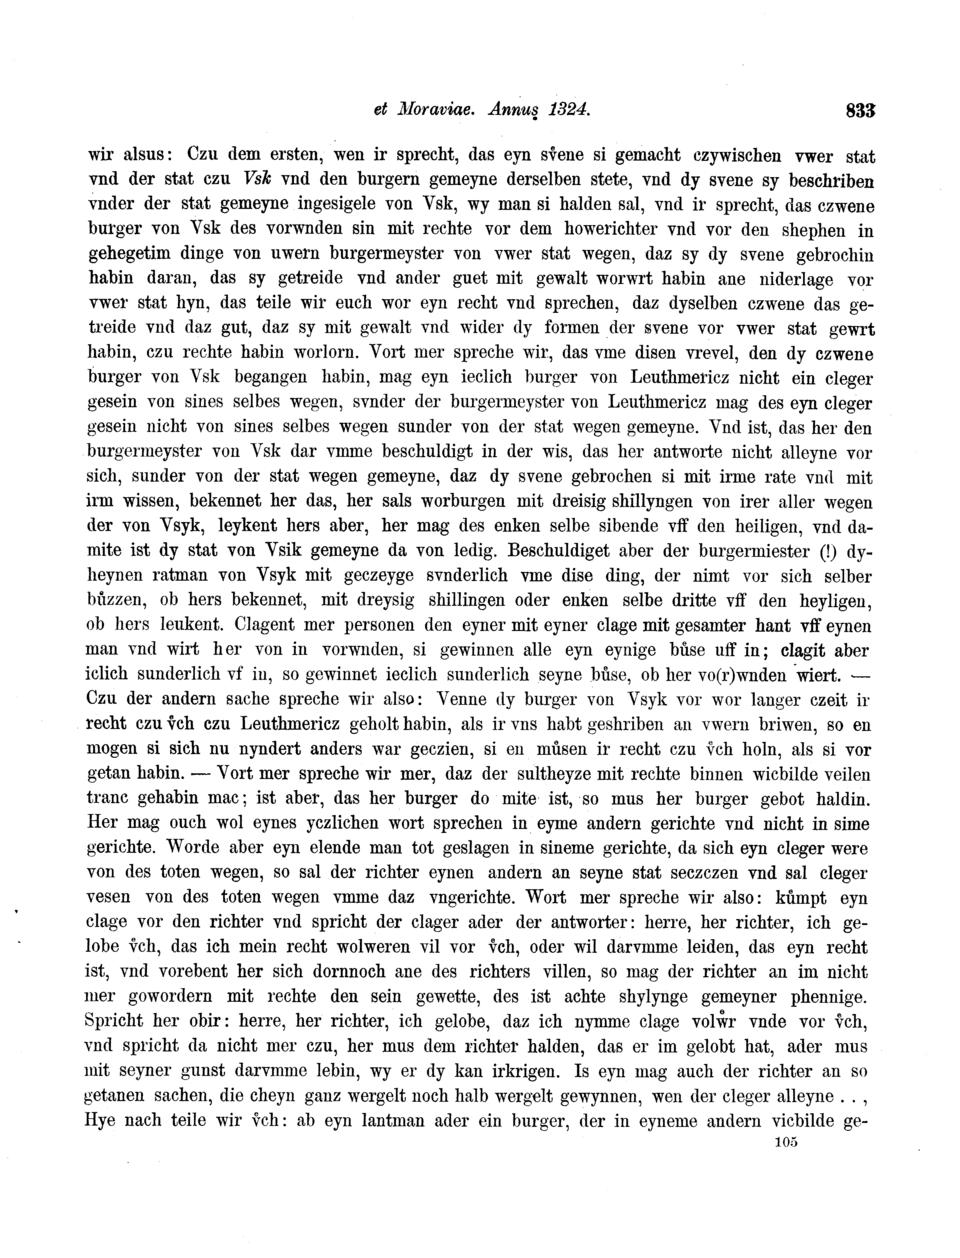 et Moraviae. Annus 1324. 833
wir alsus: Czu dem ersten, wen ir sprecht, das eyn sv̊ene si gemacht czywischen vwer stat
vnd der stat czu Vsk vnd den burgern gemeyne derselben stete, vnd dy svene sy beschriben
vnder der stat gemeyne ingesigele von Vsk, wy man si halden sal, vnd ir sprecht, das czwene
burger von Vsk des vorwnden sin mit rechte vor dem howerichter vnd vor den shephen in
gehegetim dinge von uwern burgermeyster von vwer stat wegen, daz sy dy svene gebrochin
habin daran, das sy getreide vnd ander guet mit gewalt worwrt habin ane niderlage vor
vwer stat hyn, das teile wir euch wor eyn recht vnd sprechen, daz dyselben czwene das ge-
treide vnd daz gut, daz sy mit gewalt vnd wider dy formen der svene vor vwer stat gewrt
habin, czu rechte habin worlorn. Vort mer spreche wir, das vme disen vrevel, den dy czwene
burger von Vsk begangen habin, mag eyn ieclich burger von Leuthmericz nicht ein cleger
gesein von sines selbes wegen, svnder der burgermeyster von Leuthmericz mag des eyn cleger
gesein nicht von sines selbes wegen sunder von der stat wegen gemeyne. Vnd ist, das her den
burgermeyster von Vsk dar vmme beschuldigt in der wis, das her antworte nicht alleyne vor
sich, sunder von der stat wegen gemeyne, daz dy svene gebrochen si mit irme rate vnd mit
irm wissen, bekennet her das, her sals worburgen mit dreisig shillyngen von irer aller wegen
der von Vsyk, leykent hers aber, her mag des enken selbe sibende vff den heiligen, vnd da-
mite ist dy stat von Vsik gemeyne da von ledig. Beschuldiget aber der burgermiester (!) dy-
heynen ratman von Vsyk mit geczeyge svnderlich vme dise ding, der nimt vor sich selber
bůzzen, ob hers bekennet, mit dreysig shillingen oder enken selbe dritte vff den heyligen,
ob hers leukent. Clagent mer personen den eyner mit eyner clage mit gesamter hant vff eynen
man vnd wirt her von in vorwnden, si gewinnen alle eyn eynige bůse uff in; clagit aber
iclich sunderlich vf in, so gewinnet ieclich sunderlich seyne bůse, ob her vo(r)wnden wiert. —
Czu der andern sache spreche wir also: Venne dy burger von Vsyk vor wor langer czeit ir
recht czu v̊ch czu Leuthmericz geholt habin, als ir vns habt geshriben an vwern briwen, so en
mogen si sich nu nyndert anders war geczien, si en můsen ir recht czu v̊ch holn, als si vor
getan habin. — Vort mer spreche wir mer, daz der sultheyze mit rechte binnen wicbilde veilen
tranc gehabin mac; ist aber, das her burger do mite ist, so mus her burger gebot haldin.
Her mag ouch wol eynes yczlichen wort sprechen in eyme andern gerichte vnd nicht in sime
gerichte. Worde aber eyn elende man tot geslagen in sineme gerichte, da sich eyn cleger were
von des toten wegen, so sal der richter eynen andern an seyne stat seczczen vnd sal cleger
vesen von des toten wegen vmme daz vngerichte. Wort mer spreche wir also: kůmpt eyn
clage vor den richter vnd spricht der clager ader der antworter: herre, her richter, ich ge-
lobe v̊ch, das ich mein recht wolweren vil vor v̊ch, oder wil darvmme leiden, das eyn recht
ist, vnd vorebent her sich dornnoch ane des richters villen, so mag der richter an im nicht
mer gowordern mit rechte den sein gewette, des ist achte shylynge gemeyner phennige.
Spricht her obir: herre, her richter, ich gelobe, daz ich nymme clage volẘr vnde vor v̊ch,
vnd spricht da nicht mer czu, her mus dem richter halden, das er im gelobt hat, ader mus
mit seyner gunst darvmme lebin, wy er dy kan irkrigen. Is eyn mag auch der richter an so
getanen sachen, die cheyn ganz wergelt noch halb wergelt gewynnen, wen der cleger alleyne . . ,
Hye nach teile wir v̊ch: ab eyn lantman ader ein burger, der in eyneme andern vicbilde ge-
105